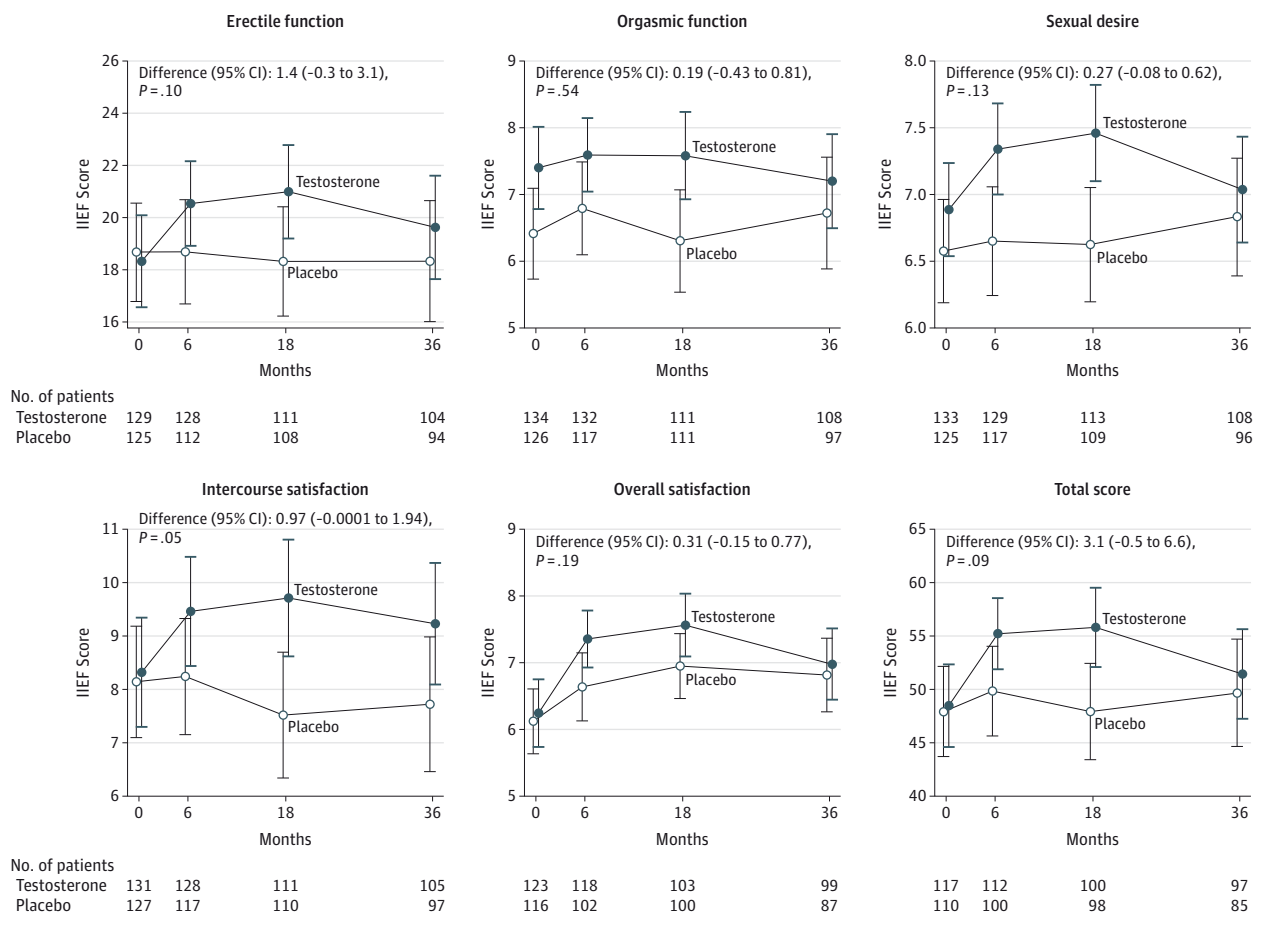 Erectile function
26
24
22
20
18
16
IIEF Score
Difference (95% CI): 1.4 (–0.3 to 3.1),
P = .10
Testosterone
Placebo
0 6 18 36
Months
Orgasmic function
9
8
7
6
5
IIEF Score
Difference (95% CI): 0.19 (–0.43 to 0.81),
P = .54
Testosterone
Placebo
0 6 18 36
Months
Sexual desire
8.0
7.5
7.0
6.5
6.0
IIEF Score
Difference (95% CI): 0.27 (–0.08 to 0.62),
P = .13
Testosterone
Placebo
0 6 18 36
Months
No. of patients
Testosterone 129 128 111 104 134 132 111 108 133 129 113 108
Placebo 125 112 108 94 126 117 111 97 125 117 109 96
Intercourse satisfaction
11
10
9
8
7
6
IIEF Score
Difference (95% CI): 0.97 (–0.0001 to 1.94),
P = .05
Testosterone
Placebo
0 6 18 36
Months
Overall satisfaction
9
8
7
6
5
IIEF Score
Difference (95% CI): 0.31 (–0.15 to 0.77),
P = .19
Testosterone
Placebo
0 6 18 36
Months
Total score
65
60
55
50
45
40
IIEF Score
Difference (95% CI): 3.1 (–0.5 to 6.6),
P = .09
Testosterone
Placebo
0 6 18 36
Months
No. of patients
Testosterone 131 128 111 105 123 118 103 99 117 112 100 97
Placebo 127 117 110 97 116 102 100 87 110 100 98 85